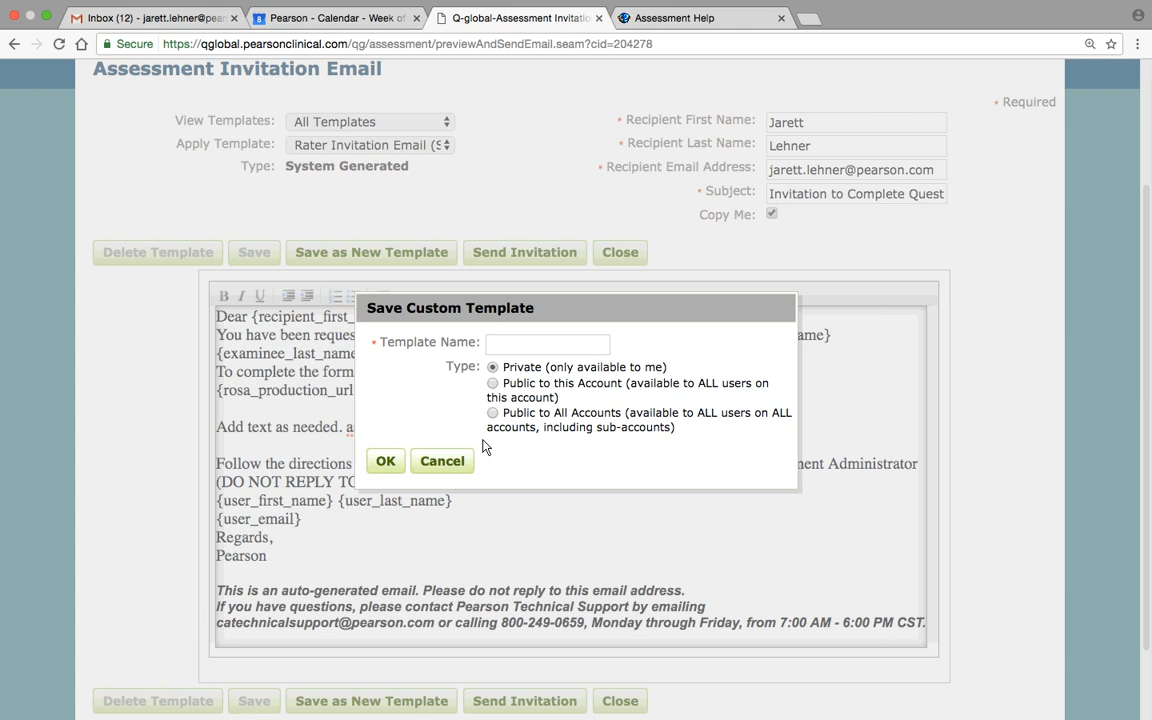 Inbox (12) - jarett.lehner@pear
Pearson - Calendar - Week of
Q-global-Assessment Invitatio
Assessment Help
Secure
https://qglobal.pearsonclinical.com/qg/assessment/previewAndSendEmail.seam?cid=204278
Assessment Invitation Email
* Required
View Templates: All Templates
Apply Template: Rater Invitation Email (S
Type: System Generated
* Recipient First Name: Jarett
* Recipient Last Name: Lehner
* Recipient Email Address: jarett.lehner@pearson.com
* Subject: Invitation to Complete Quest
Copy Me:
Delete Template Save Save as New Template Send Invitation Close
B I U
Save Custom Template
* Template Name:
Type: Private (only available to me)
Public to this Account (available to ALL users on
this account)
Public to All Accounts (available to ALL users on ALL
accounts, including sub-accounts)
OK Cancel
Dear {recipient_first_
You have been reques ame}
{examinee_last_name
To complete the form
{rosa_production_url
Add text as needed. a
Follow the directions nent Administrator
(DO NOT REPLY TO
{user_first_name} {user_last_name}
{user_email}
Regards,
Pearson
This is an auto-generated email. Please do not reply to this email address.
If you have questions, please contact Pearson Technical Support by emailing
catechnicalsupport@pearson.com or calling 800-249-0659, Monday through Friday, from 7:00 AM - 6:00 PM CST.
Delete Template Save Save as New Template Send Invitation Close